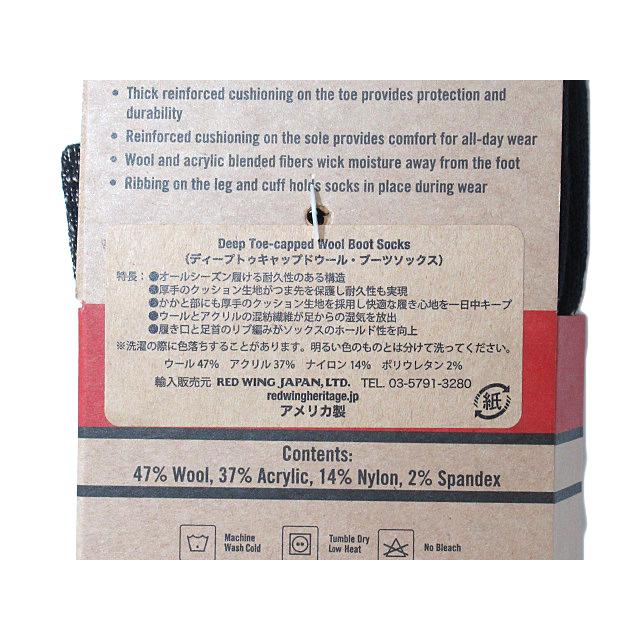 • Thick reinforced cushioning on the toe provides protection and
durability
• Reinforced cushioning on the sole provides comfort for all-day wear
• Wool and acrylic blended fibers wick moisture away from the foot
• Ribbing on the leg and cuff holds socks in place during wear
Deep Toe-capped Wool Boot Socks
(ディープトゥキャップドウール・ブーツソックス)
特長：●オールシーズン履ける耐久性のある構造
●厚手のクッション生地がつま先を保護し耐久性も実現
●かかと部にも厚手のクッション生地を採用し快適な履き心地を一日中キープ
●ウールとアクリルの混紡繊維が足からの湿気を放出
●履き口と足首のリブ編みがソックスのホールド性を向上
※洗濯の際に色落ちすることがあります。明るい色のものとは分けて洗ってください。
ウール 47% アクリル 37% ナイロン 14% ポリウレタン 2%
輸入販売元 RED WING JAPAN, LTD. TEL. 03-5791-3280
redwingheritage.jp
アメリカ製
紙
Contents:
47% Wool, 37% Acrylic, 14% Nylon, 2% Spandex
Machine
Wash Cold
Tumble Dry
Low Heat
No Bleach